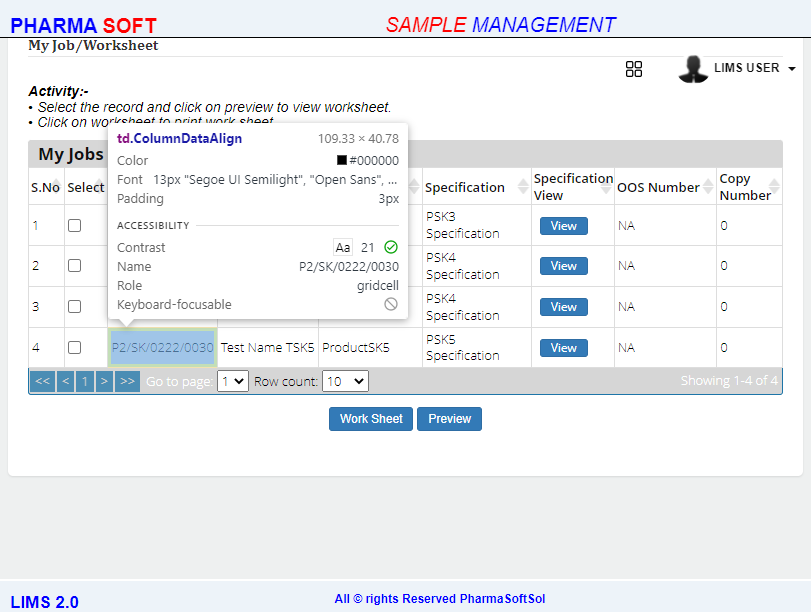 PHARMA SOFT
SAMPLE MANAGEMENT
My Job/Worksheet
LIMS USER
Activity:-
• Select the record and click on preview to view worksheet.
• Click on worksheet to print work sheet
td.ColumnDataAlign 109.33 × 40.78
Color #000000
Font 13px "Segoe UI Semilight", "Open Sans", ...
Padding 3px
ACCESSIBILITY
Contrast Aa 21
Name P2/SK/0222/0030
Role gridcell
Keyboard-focusable
My Jobs
S.No Select Specification Specification View OOS Number Copy Number
1 PSK3 Specification View NA 0
2 PSK4 Specification View NA 0
3 PSK4 Specification View NA 0
4 P2/SK/0222/0030 Test Name TSK5 ProductSK5 PSK5 Specification View NA 0
<< < 1 > >> Go to page: 1 Row count: 10 Showing 1-4 of 4
Work Sheet Preview
LIMS 2.0
All © rights Reserved PharmaSoftSol